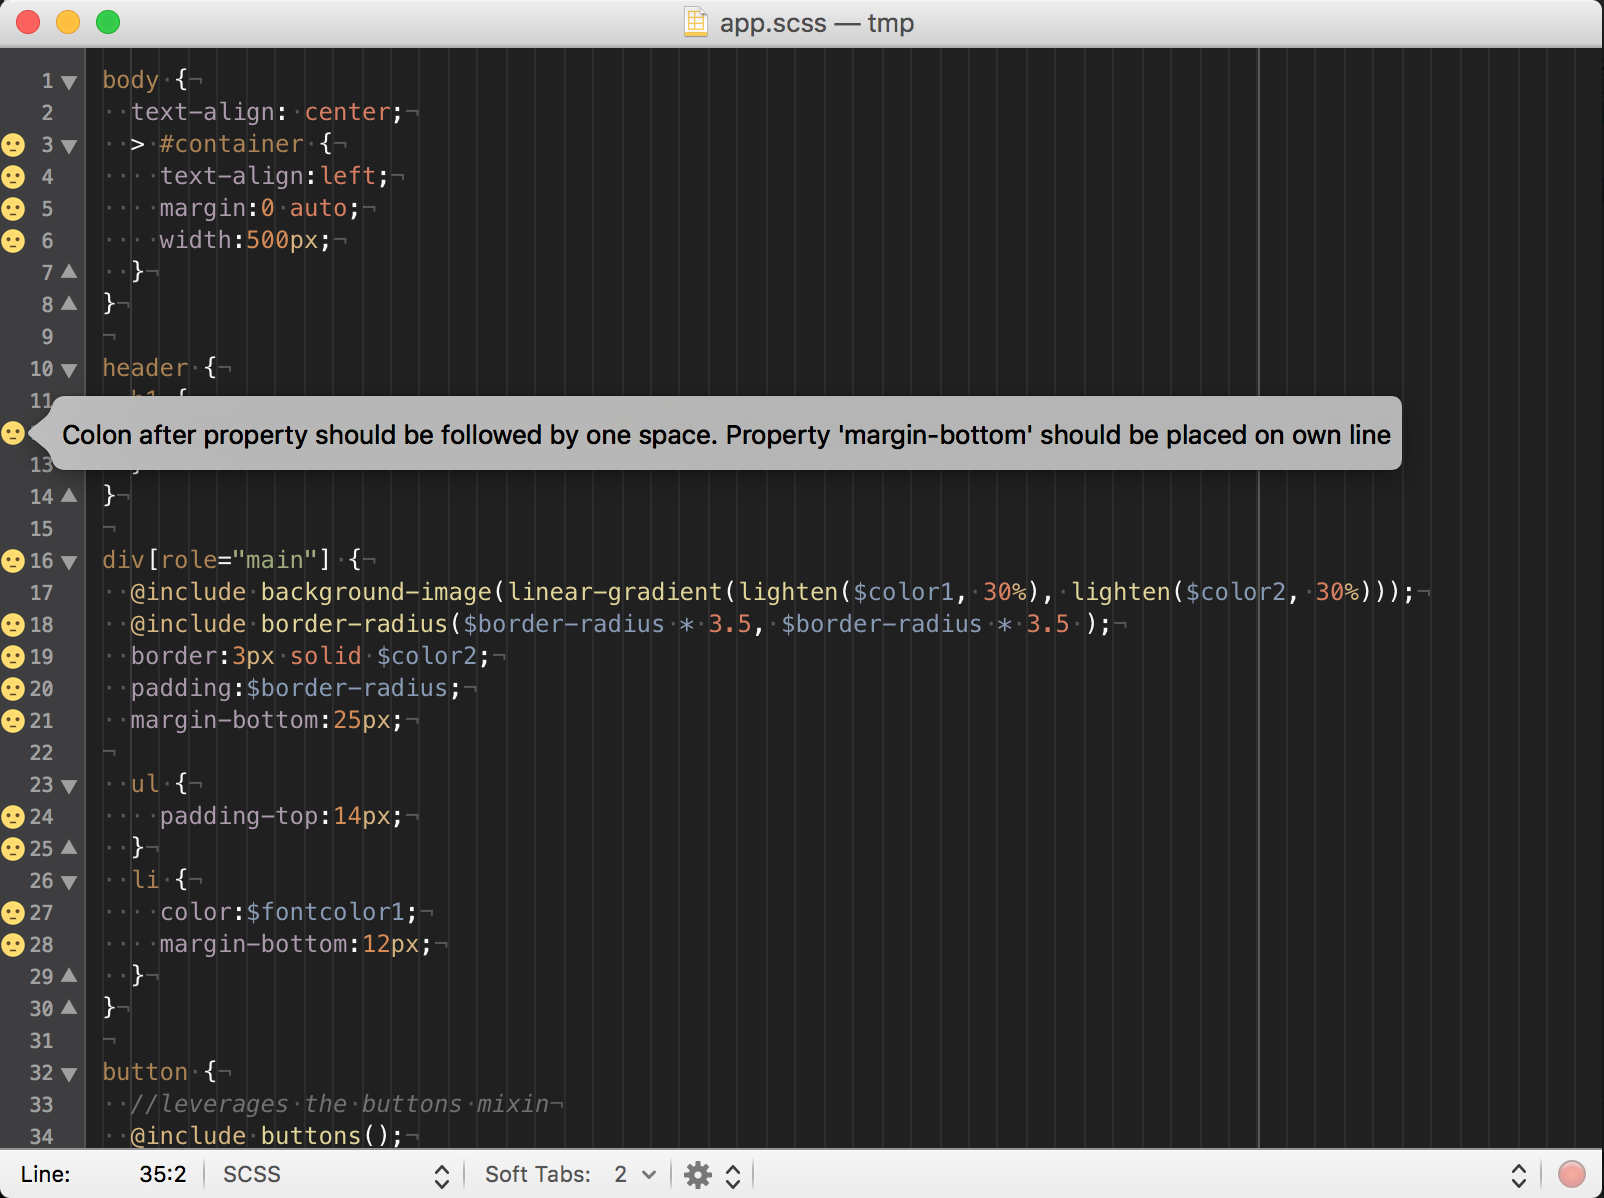 app.scss — tmp
1 body {
2 text-align: center;
3 > #container {
4 text-align:left;
5 margin:0 auto;
6 width:500px;
7 }
8 }
9
10 header {
11
Colon after property should be followed by one space. Property 'margin-bottom' should be placed on own line
13
14 }
15
16 div[role="main"] {
17 @include background-image(linear-gradient(lighten($color1, 30%), lighten($color2, 30%)));
18 @include border-radius($border-radius * 3.5, $border-radius * 3.5 );
19 border:3px solid $color2;
20 padding:$border-radius;
21 margin-bottom:25px;
22
23 ul {
24 padding-top:14px;
25 }
26 li {
27 color:$fontcolor1;
28 margin-bottom:12px;
29 }
30 }
31
32 button {
33 //leverages the buttons mixin
34 @include buttons();
Line: 35:2 SCSS Soft Tabs: 2